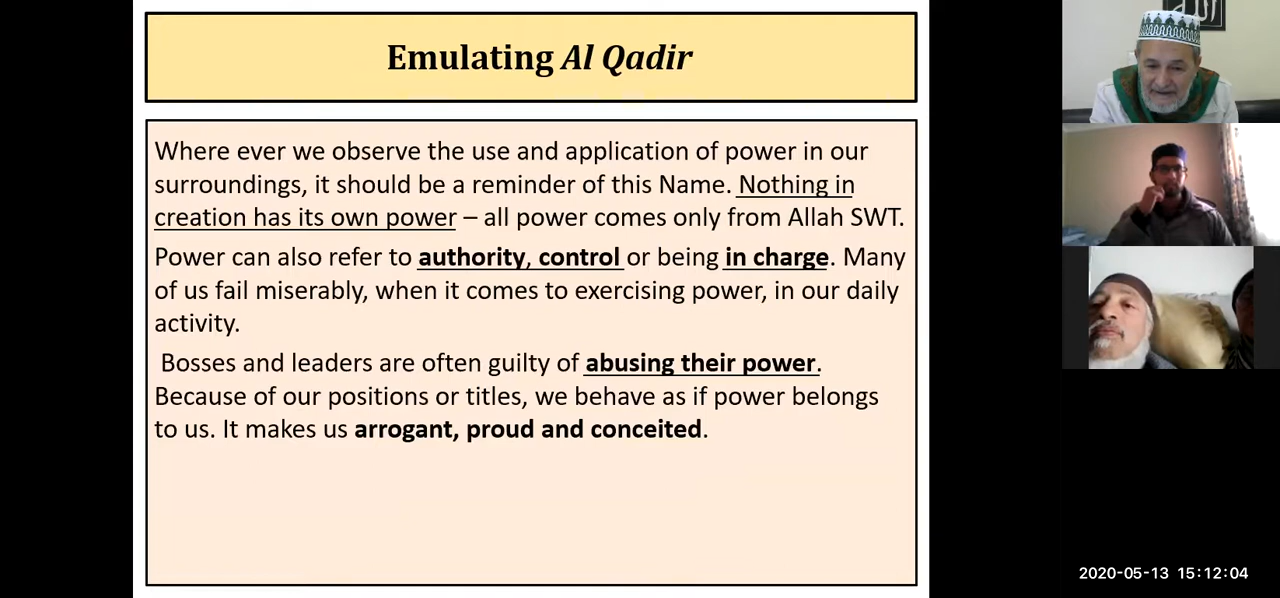 Emulating Al Qadir
Where ever we observe the use and application of power in our
surroundings, it should be a reminder of this Name. Nothing in
creation has its own power – all power comes only from Allah SWT.
Power can also refer to authority, control or being in charge. Many
of us fail miserably, when it comes to exercising power, in our daily
activity.
Bosses and leaders are often guilty of abusing their power.
Because of our positions or titles, we behave as if power belongs
to us. It makes us arrogant, proud and conceited.
الله
2020-05-13 15:12:04